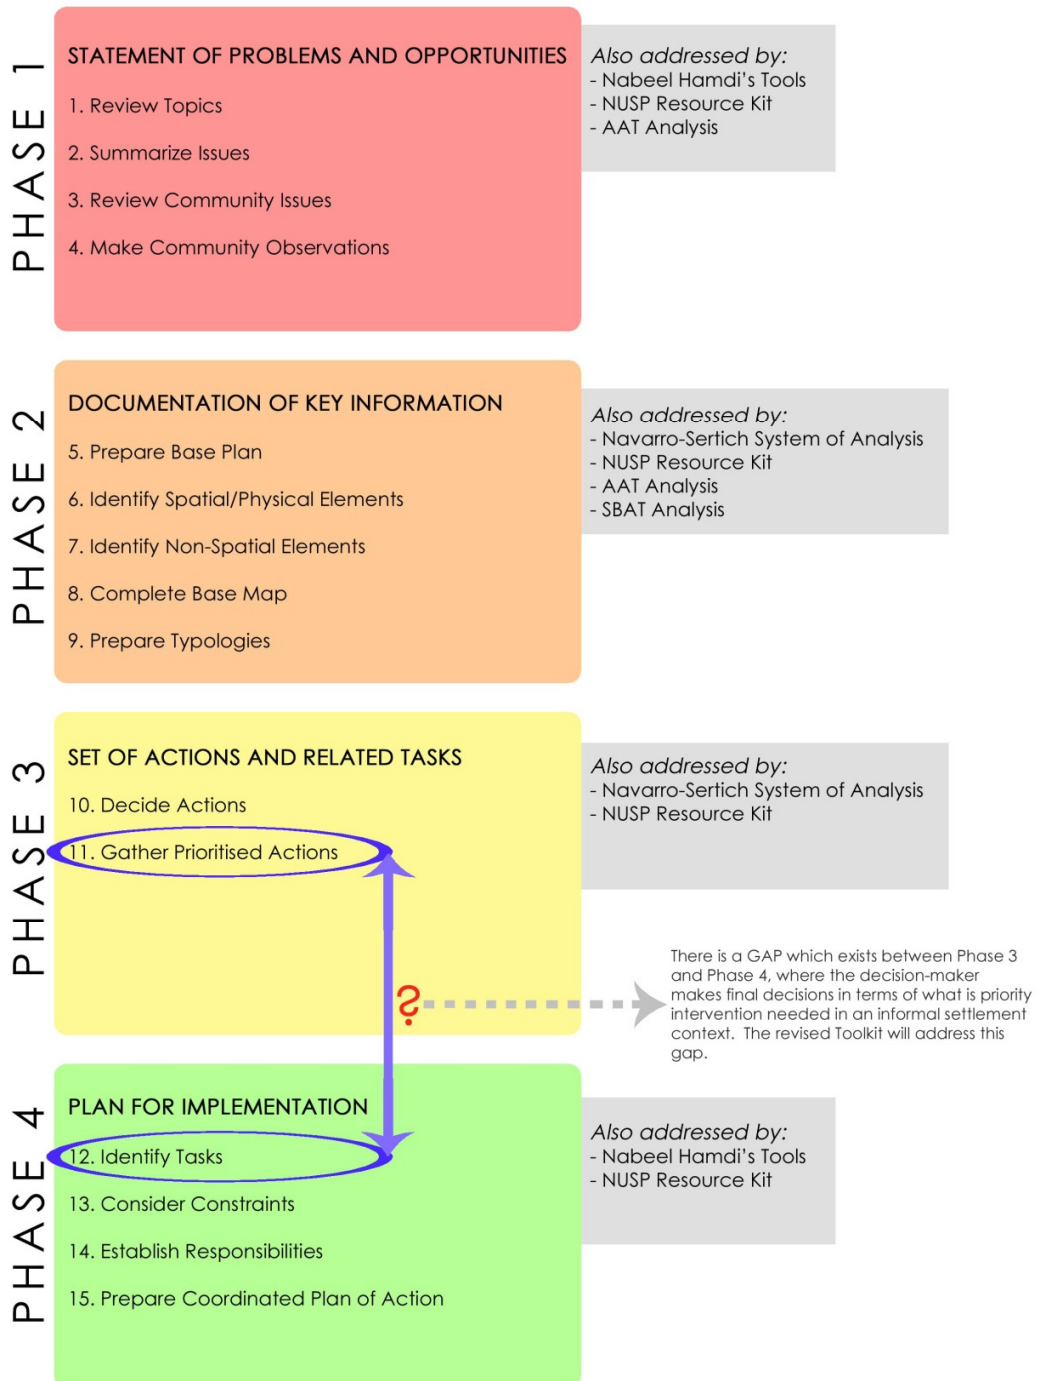 PHASE 1
STATEMENT OF PROBLEMS AND OPPORTUNITIES
1. Review Topics
2. Summarize Issues
3. Review Community Issues
4. Make Community Observations
Also addressed by:
- Nabeel Hamdi's Tools
- NUSP Resource Kit
- AAT Analysis
PHASE 2
DOCUMENTATION OF KEY INFORMATION
5. Prepare Base Plan
6. Identify Spatial/Physical Elements
7. Identify Non-Spatial Elements
8. Complete Base Map
9. Prepare Typologies
Also addressed by:
- Navarro-Sertich System of Analysis
- NUSP Resource Kit
- AAT Analysis
- SBAT Analysis
PHASE 3
SET OF ACTIONS AND RELATED TASKS
10. Decide Actions
11. Gather Prioritised Actions
Also addressed by:
- Navarro-Sertich System of Analysis
- NUSP Resource Kit
?
There is a GAP which exists between Phase 3
and Phase 4, where the decision-maker
makes final decisions in terms of what is priority
intervention needed in an informal settlement
context. The revised Toolkit will address this
gap.
PHASE 4
PLAN FOR IMPLEMENTATION
12. Identify Tasks
13. Consider Constraints
14. Establish Responsibilities
15. Prepare Coordinated Plan of Action
Also addressed by:
- Nabeel Hamdi's Tools
- NUSP Resource Kit